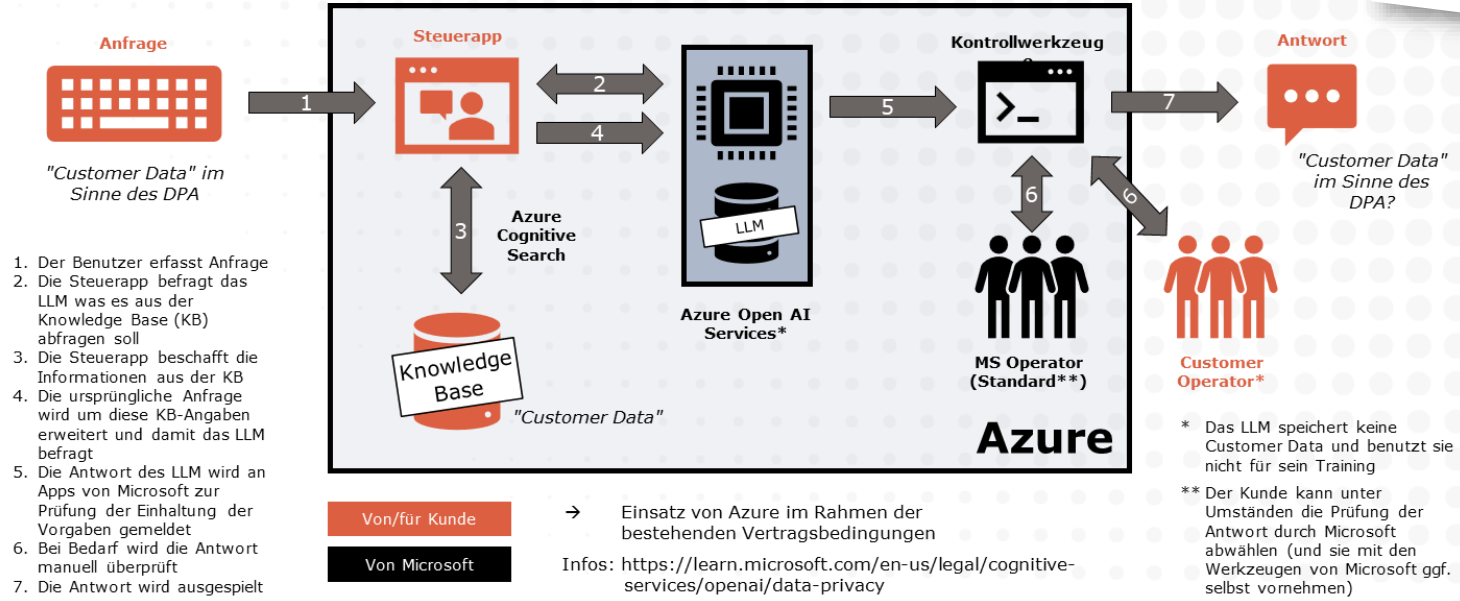 Anfrage
1
"Customer Data" im
Sinne des DPA
1. Der Benutzer erfasst Anfrage
2. Die Steuerapp befragt das
LLM was es aus der
Knowledge Base (KB)
abfragen soll
3. Die Steuerapp beschafft die
Informationen aus der KB
4. Die ursprüngliche Anfrage
wird um diese KB-Angaben
erweitert und damit das LLM
befragt
5. Die Antwort des LLM wird an
Apps von Microsoft zur
Prüfung der Einhaltung der
Vorgaben gemeldet
6. Bei Bedarf wird die Antwort
manuell überprüft
7. Die Antwort wird ausgespielt
Steuerapp
2
4
3
Azure
Cognitive
Search
Knowledge
Base
"Customer Data"
LLM
Azure Open AI
Services*
5
Kontrollwerkzeug
6
6
MS Operator
(Standard**)
Azure
7
Antwort
"Customer Data"
im Sinne des
DPA?
Customer
Operator*
* Das LLM speichert keine
Customer Data und benutzt sie
nicht für sein Training
** Der Kunde kann unter
Umständen die Prüfung der
Antwort durch Microsoft
abwählen (und sie mit den
Werkzeugen von Microsoft ggf.
selbst vornehmen)
Von/für Kunde
Von Microsoft
→ Einsatz von Azure im Rahmen der
bestehenden Vertragsbedingungen
Infos: https://learn.microsoft.com/en-us/legal/cognitive-
services/openai/data-privacy